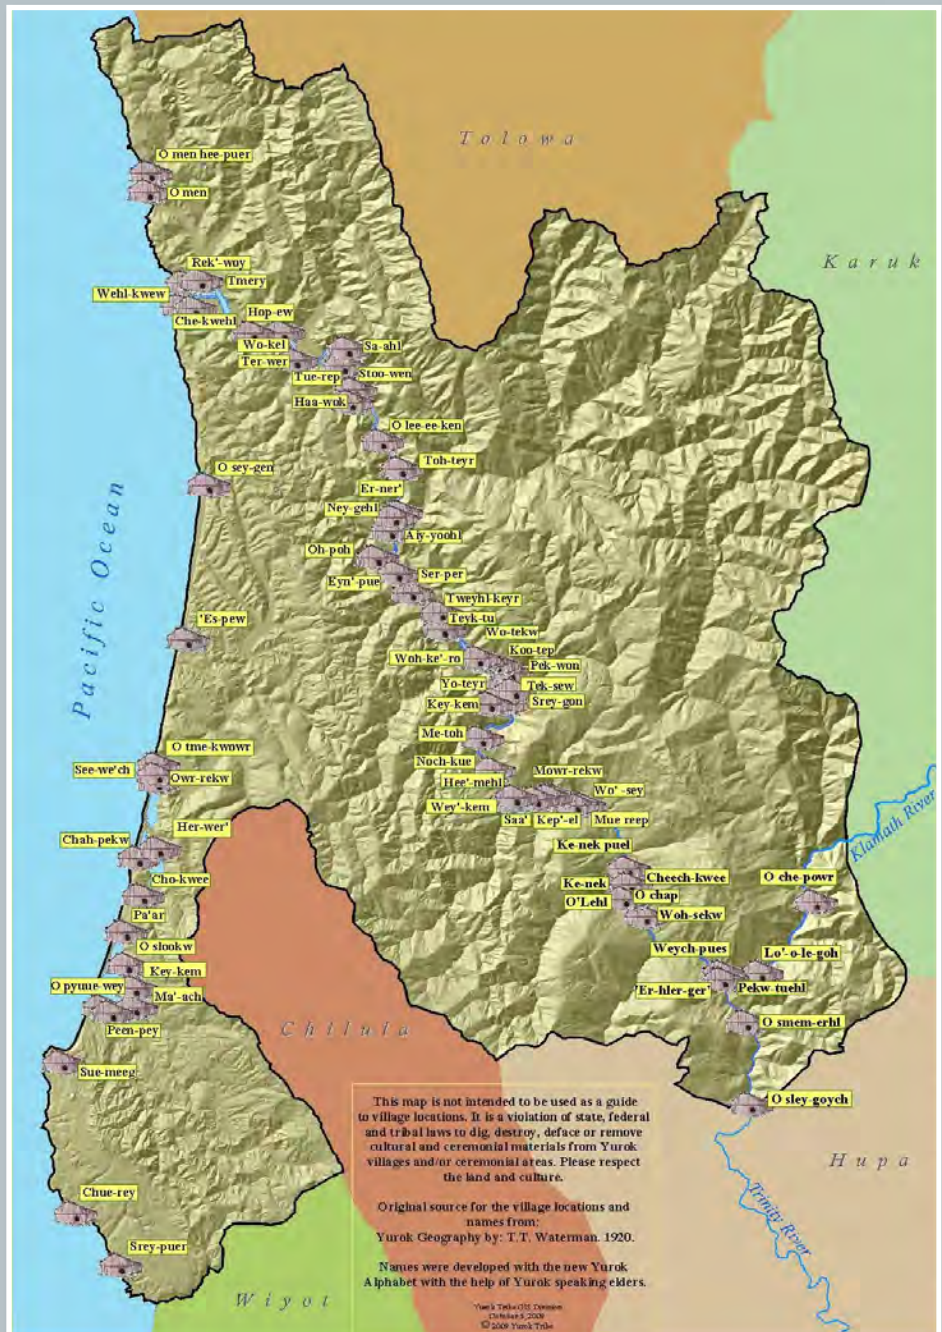 Tolowa
O men hee-puer
O men
Karuk
Rek'-woy
Tmery
Wehl-kwew
Che-kwehl
Hop-ew
Wo-kel
Ter-wer
Sa-ahl
Tue-rep
Stoo-wen
Haa-wok
O lee-ee-ken
Toh-teyr
O sey-gen
Er-ner'
Ney-gehl
Aiy-yoohl
Oh-poh
Ser-per
Eyn'-pue
Tweyhl-keyr
Teyk-tu
'Es-pew
Wo-tekw
Koo-tep
Woh-ke'-ro
Pek-won
Yo-teyr
Tek-sew
Key-kem
Srey-gon
Pacific Ocean
Me-toh
O tme-kwowr
Noch-kue
See-we'ch
Owr-rekw
Mowr-rekw
Hee'-mehl
Wo'-sey
Wey'-kem
Saa'
Kep'-el
Mue reep
Her-wer'
Chah-pekw
Klamath River
Ke-nek puel
Cho-kwee
Cheech-kwee
O che-powr
Ke-nek
O chap
O'Lehl
Pa'ar
Woh-sekw
O slookw
Weych-pues
Lo'-o-le-goh
Key-kem
O pyuue-wey
Ma'-ach
'Er-hler-ger'
Pekw-tuehl
Peen-pey
O smem-erhl
Chilula
Sue-meeg
O sley-goych
This map is not intended to be used as a guide
to village locations. It is a violation of state, federal
and tribal laws to dig, destroy, deface or remove
cultural and ceremonial materials from Yurok
villages and/or ceremonial areas. Please respect
the land and culture.
Hupa
Chue-rey
Trinity River
Original source for the village locations and
names from:
Yurok Geography by: T.T. Waterman. 1920.
Srey-puer
Names were developed with the new Yurok
Alphabet with the help of Yurok speaking elders.
Wiyot
Yurok Tribe GIS Division
October 5, 2009
© 2009 Yurok Tribe